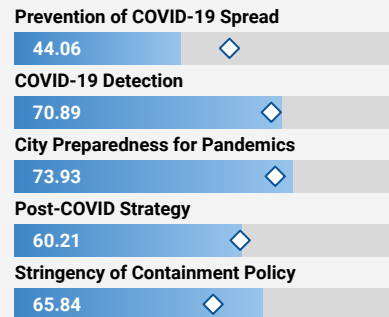 Prevention of COVID-19 Spread
44.06
COVID-19 Detection
70.89
City Preparedness for Pandemics
73.93
Post-COVID Strategy
60.21
Stringency of Containment Policy
65.84